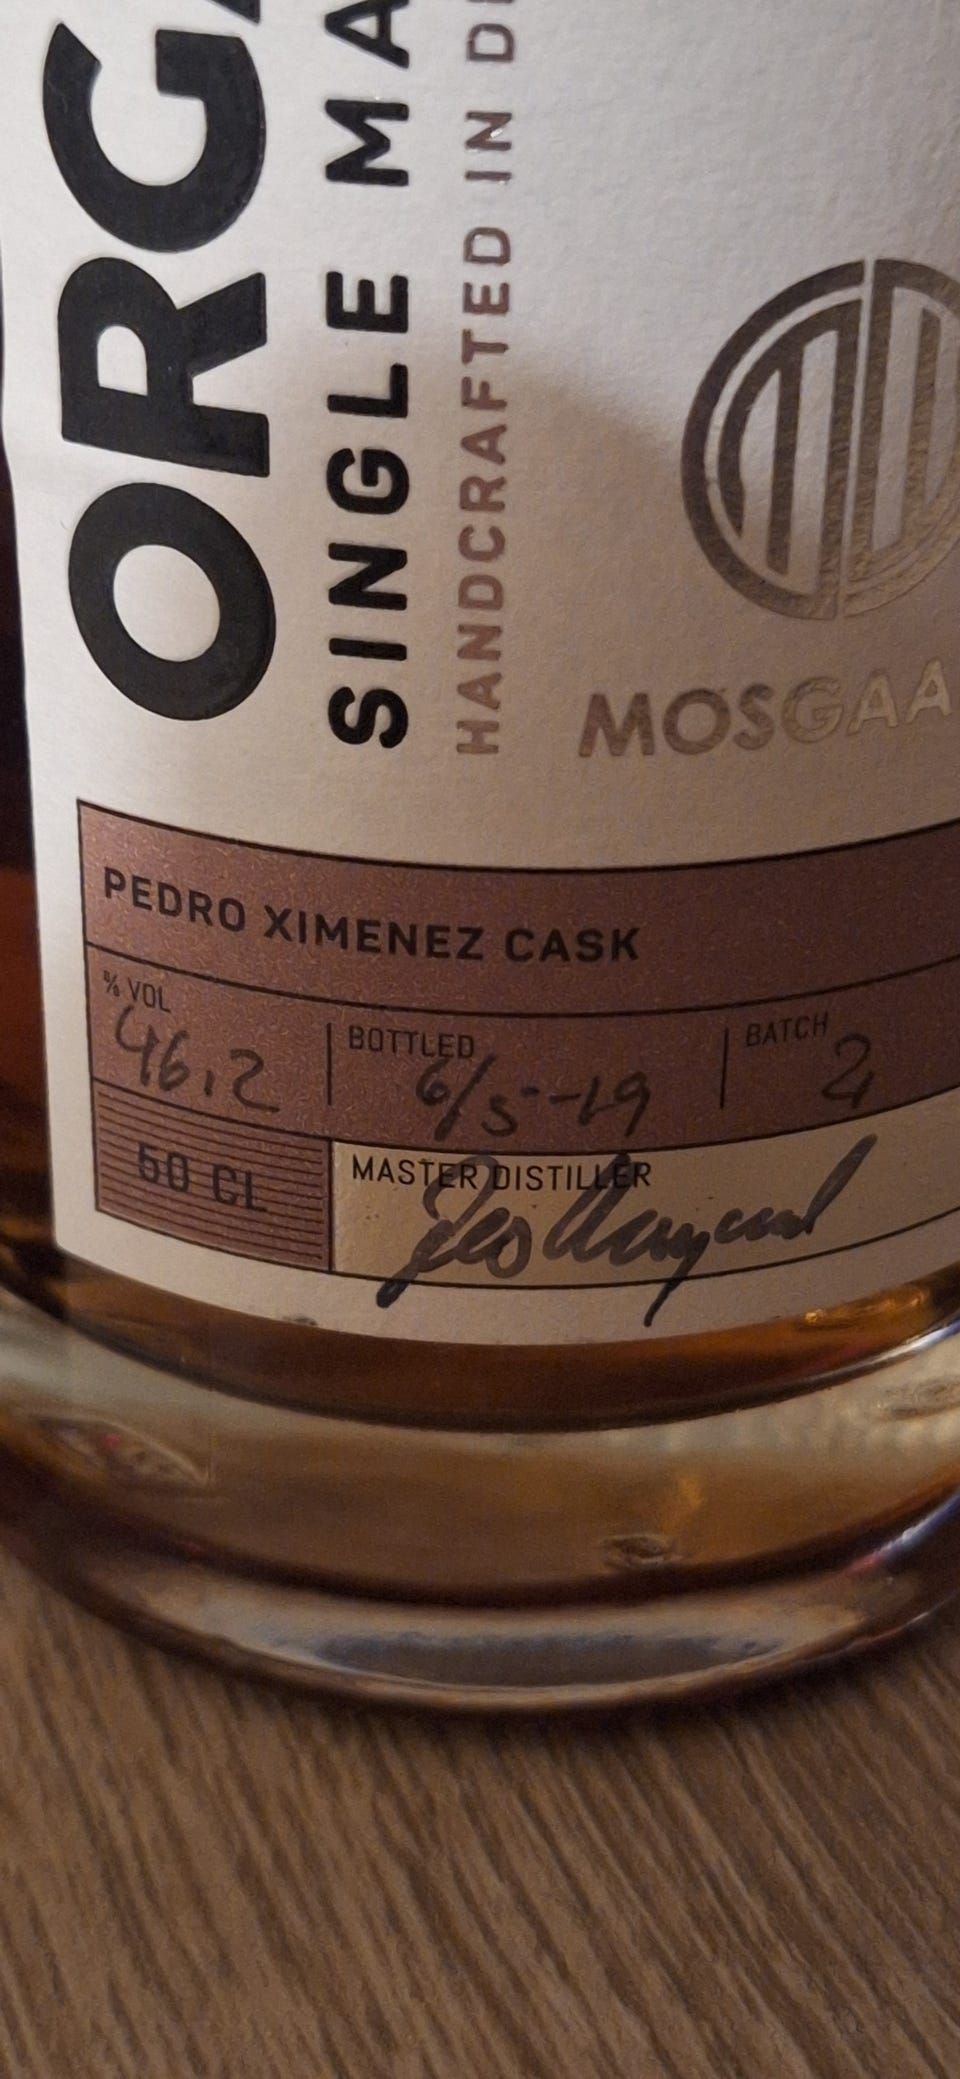 ORGA
SINGLE MA
HANDCRAFTED IN D
MOSGAA
PEDRO XIMENEZ CASK
% VOL
46,2
BOTTLED
6/5-19
BATCH
2
50 CL
MASTER DISTILLER